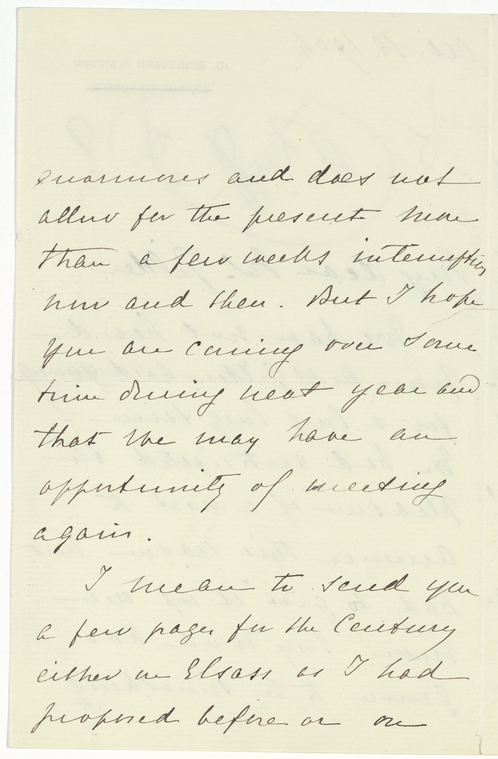 enormous and does not
allow for the present more
than a few weeks interruption
now and then. But I hope
you are coming over some
time during next year and
that we may have an
opportunity of meeting
again.
I mean to send you
a few pages for the Century
either on Elsass as I had
proposed before or on